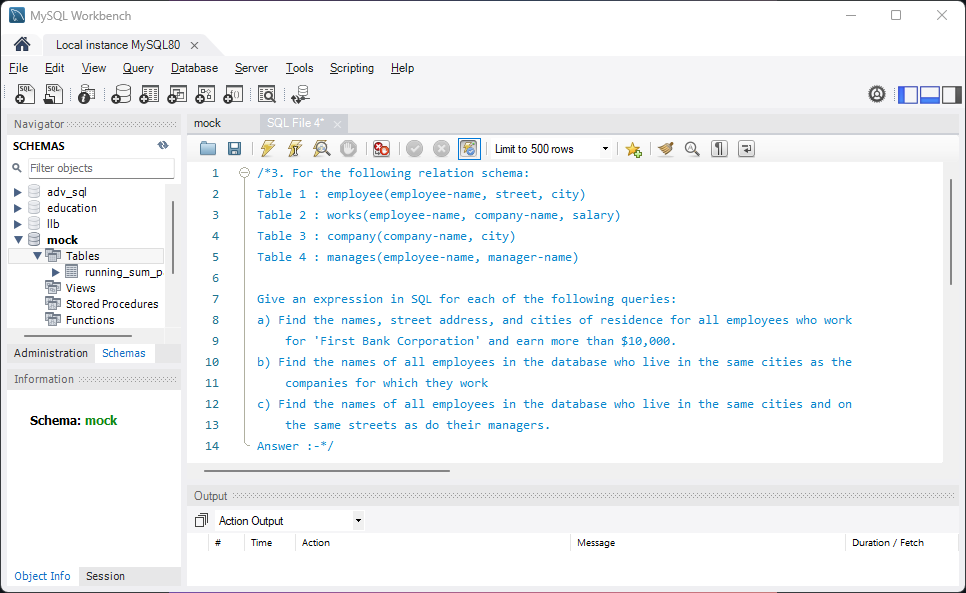 MySQL Workbench
Local instance MySQL80
File Edit View Query Database Server Tools Scripting Help
Navigator
SCHEMAS
Filter objects
adv_sql
education
llb
mock
Tables
running_sum_p
Views
Stored Procedures
Functions
Administration Schemas
Information
Schema: mock
Object Info Session
mock SQL File 4*
Limit to 500 rows
1 /*3. For the following relation schema:
2 Table 1 : employee(employee-name, street, city)
3 Table 2 : works(employee-name, company-name, salary)
4 Table 3 : company(company-name, city)
5 Table 4 : manages(employee-name, manager-name)
6
7 Give an expression in SQL for each of the following queries:
8 a) Find the names, street address, and cities of residence for all employees who work
9 for 'First Bank Corporation' and earn more than $10,000.
10 b) Find the names of all employees in the database who live in the same cities as the
11 companies for which they work
12 c) Find the names of all employees in the database who live in the same cities and on
13 the same streets as do their managers.
14 Answer :-*/
Output
Action Output
# Time Action Message Duration / Fetch